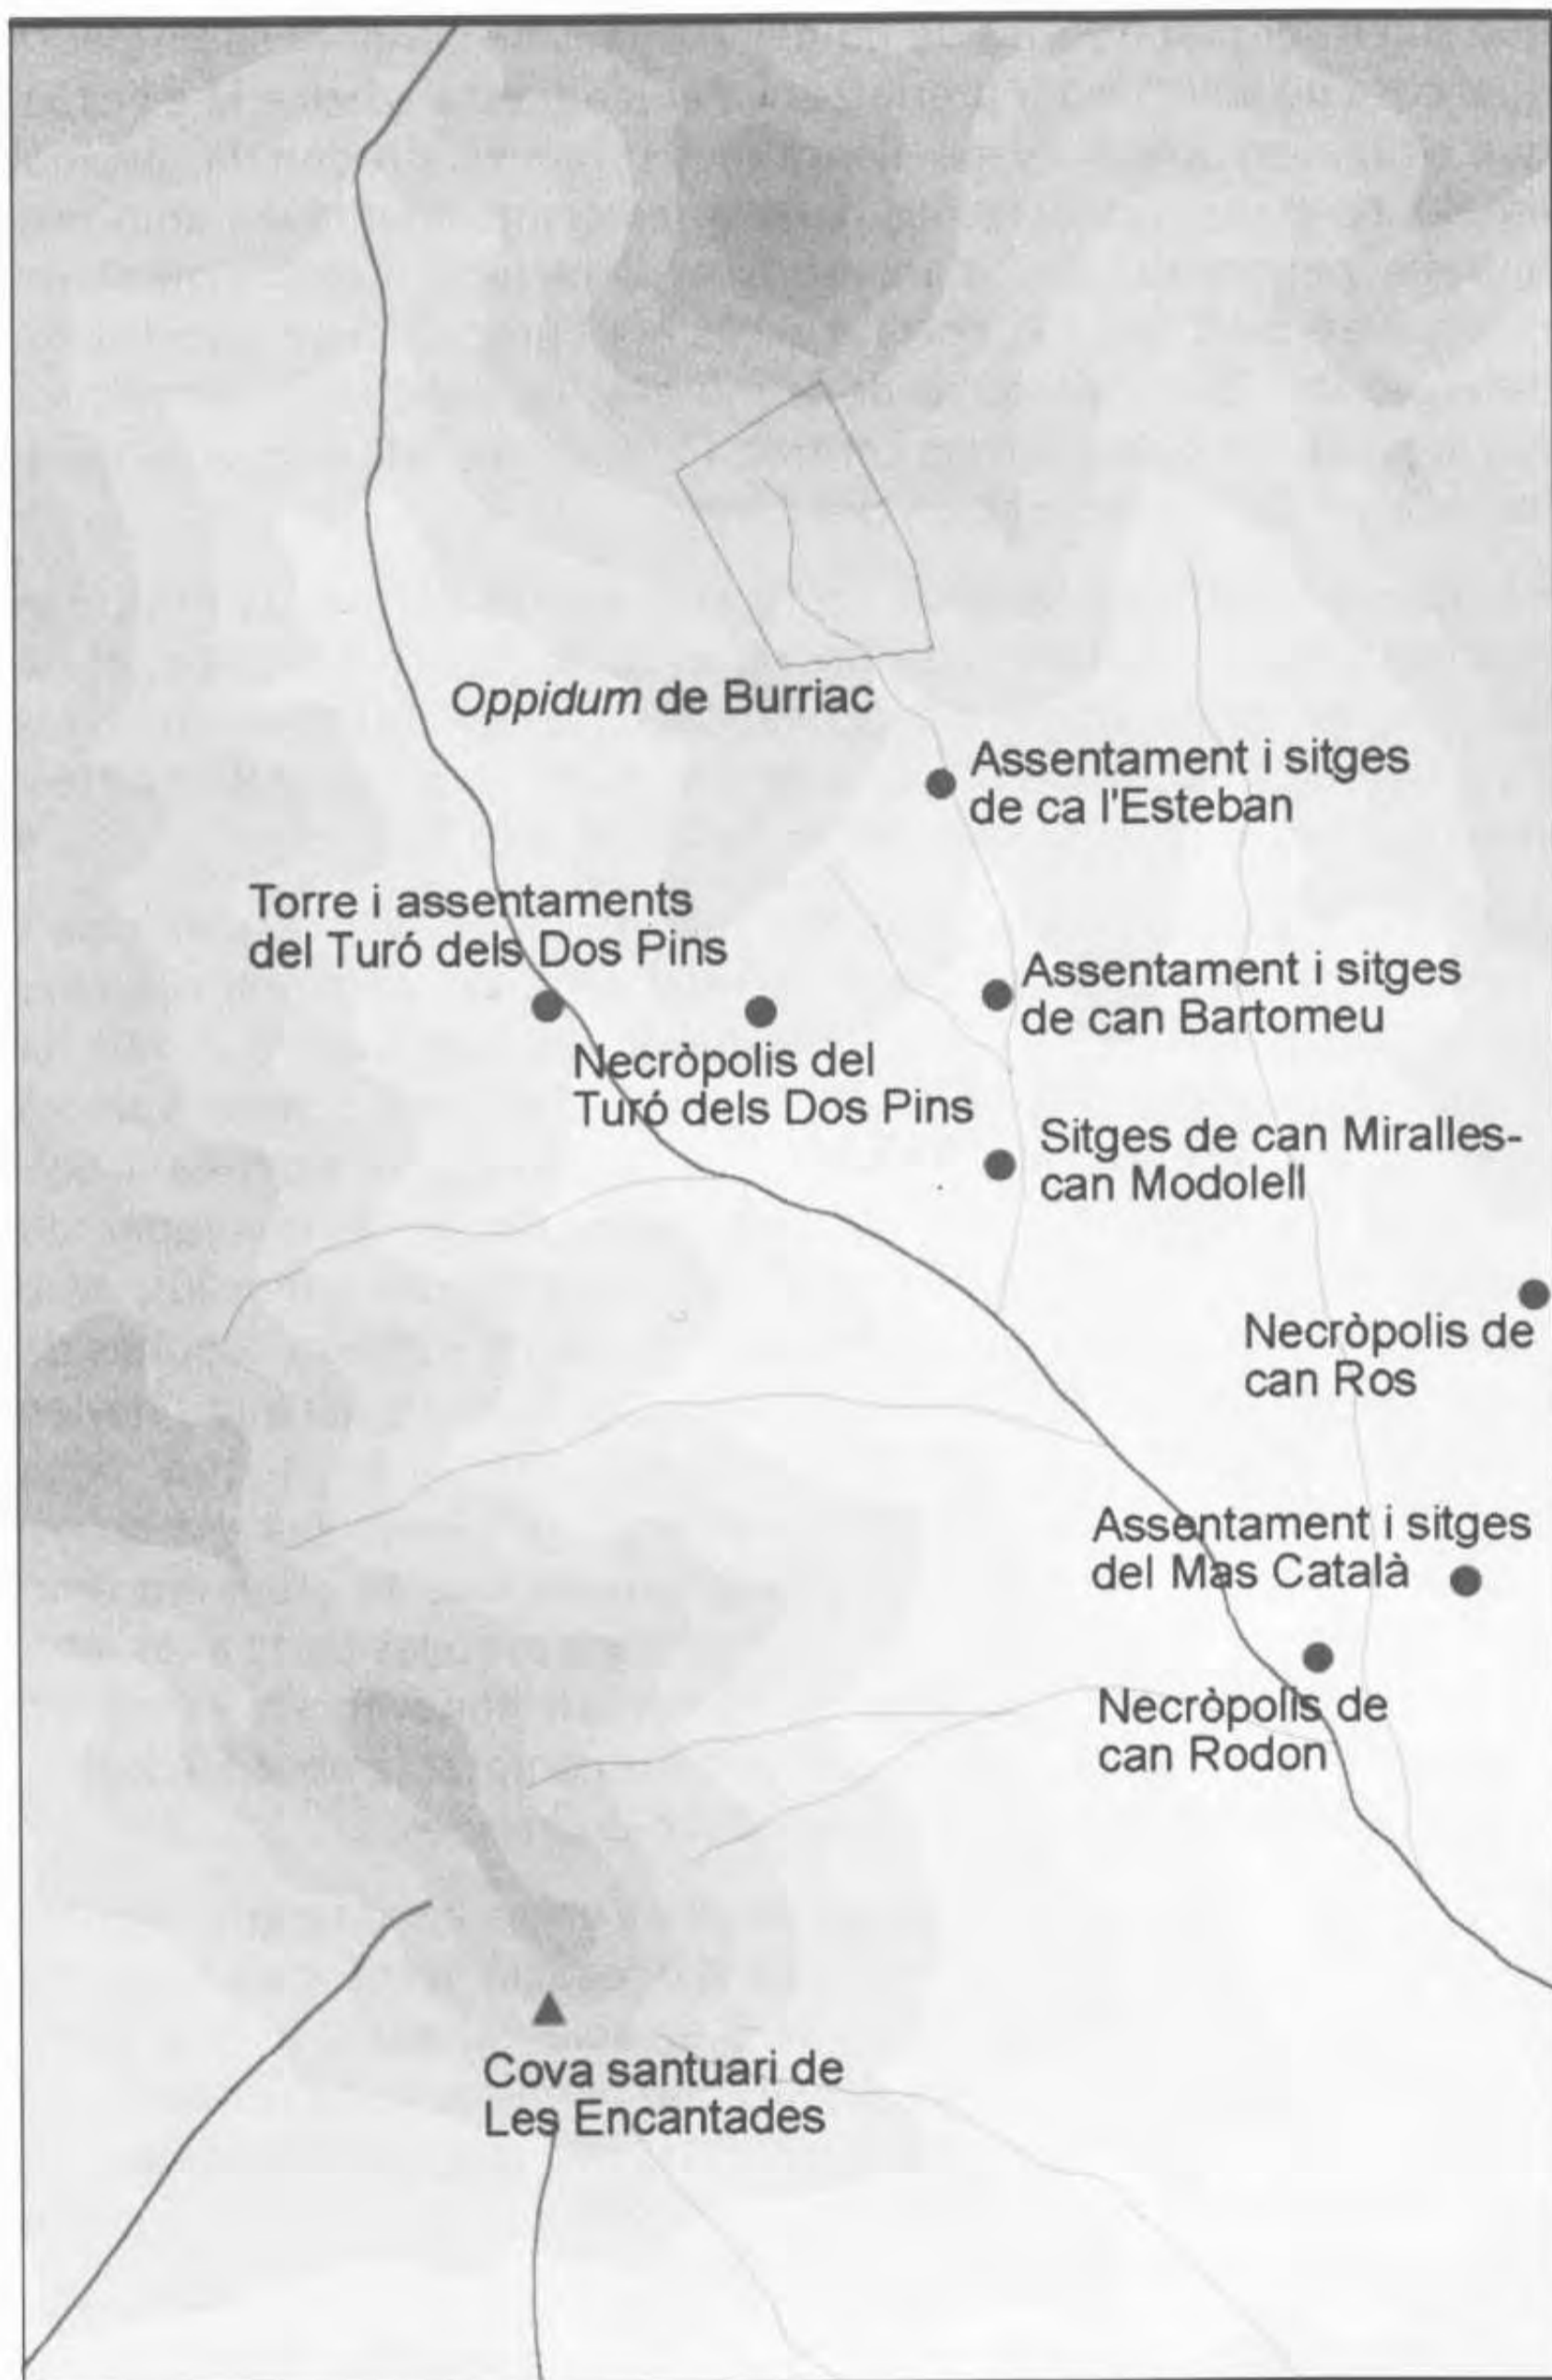 Oppidum de Burriac
Assentament i sitges
de ca l'Esteban
Torre i assentaments
del Turó dels Dos Pins
Assentament i sitges
de can Bartomeu
Necròpolis del
Turó dels Dos Pins
Sitges de can Miralles-
can Modolell
Necròpolis de
can Ros
Assentament i sitges
del Mas Català
Necròpolis de
can Rodon
Cova santuari de
Les Encantades